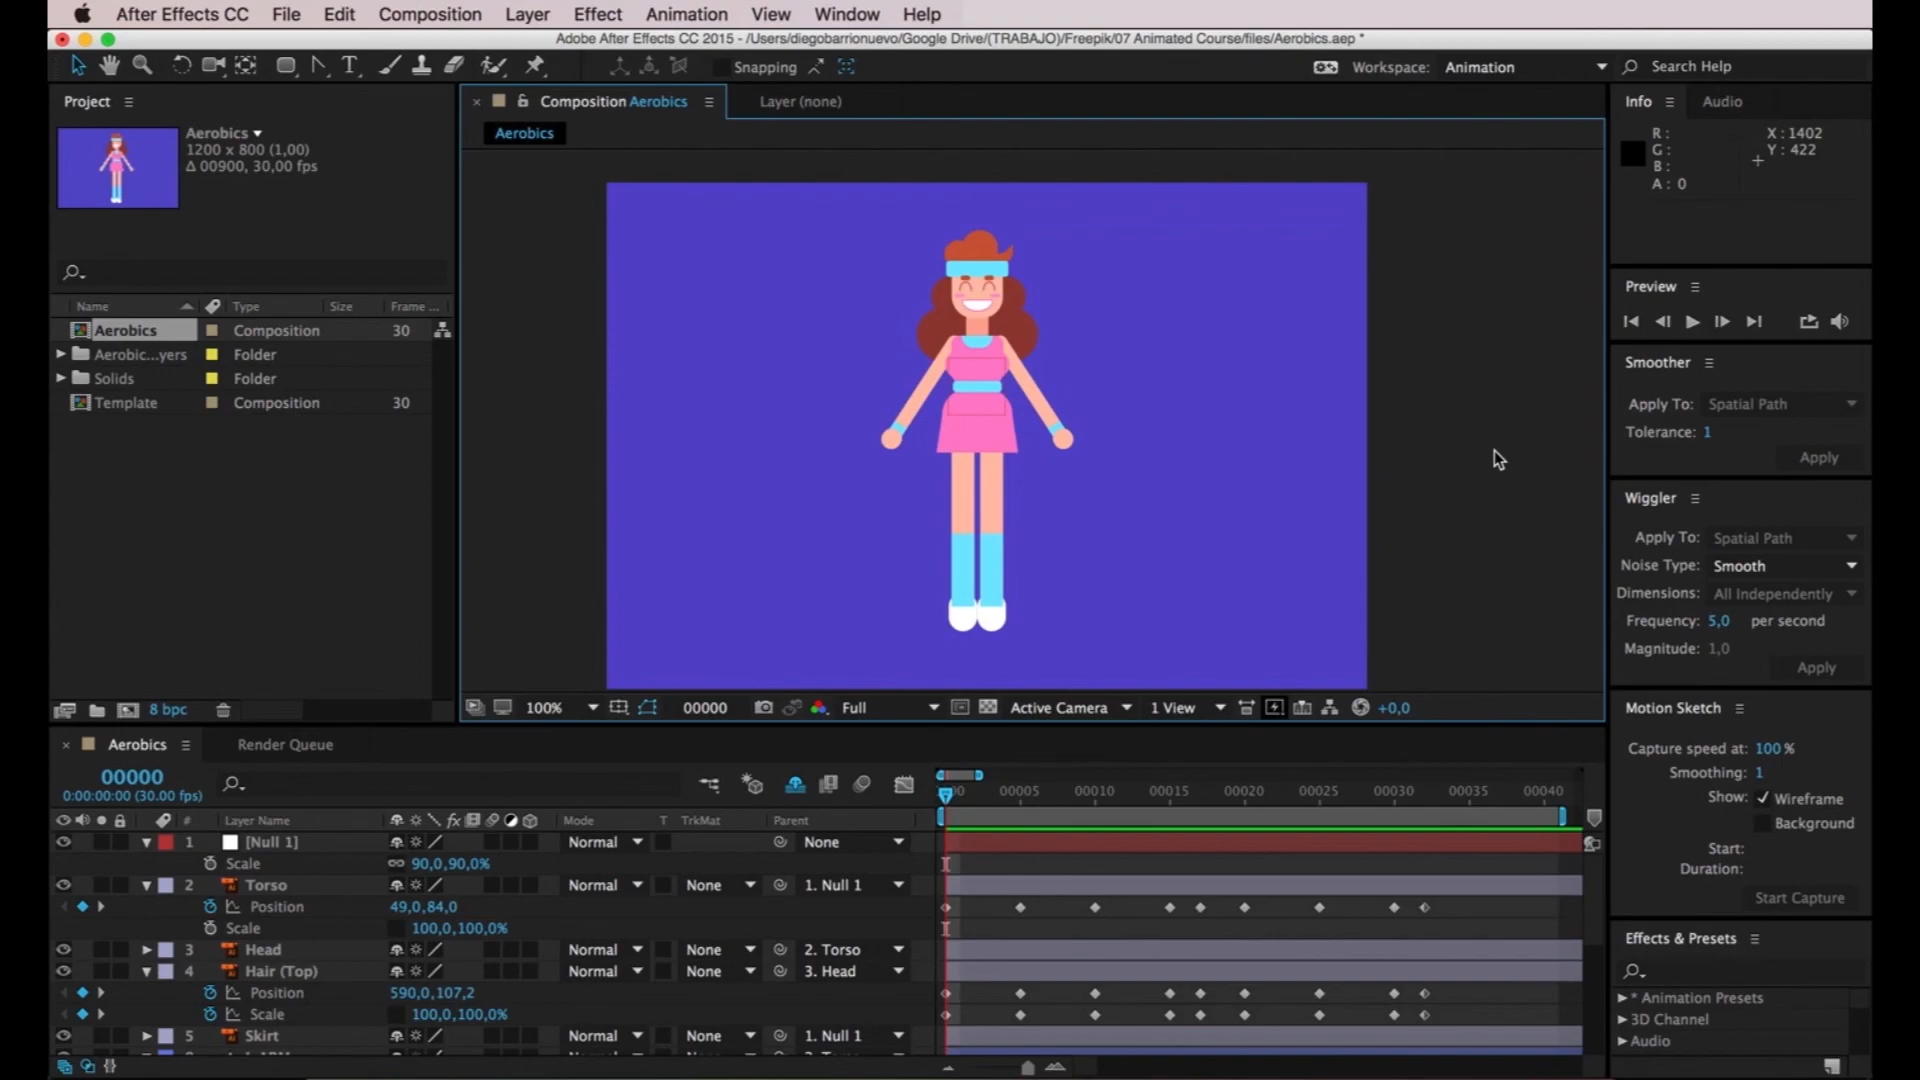 After Effects CC File Edit Composition Layer Effect Animation View Window Help
Adobe After Effects CC 2015 - /Users/diegobarrionuevo/Google Drive/(TRABAJO)/Freepik/07 Animated Course/files/Aerobics.aep *
T Snapping Workspace: Animation Search Help
Project
Aerobics
1200 x 800 (1,00)
Δ 00900, 30,00 fps
Name Type Size Frame ...
Aerobics Composition 30
Aerobic...yers Folder
Solids Folder
Template Composition 30
8 bpc
Composition Aerobics Layer (none)
Aerobics
100% 00000 Full Active Camera 1 View +0,0
Info Audio
R : X : 1402
G : Y : 422
B :
A : 0
Preview
Smoother
Apply To: Spatial Path
Tolerance: 1
Apply
Wiggler
Apply To: Spatial Path
Noise Type: Smooth
Dimensions: All Independently
Frequency: 5,0 per second
Magnitude: 1,0
Apply
Motion Sketch
Capture speed at: 100 %
Smoothing: 1
Show: Wireframe
Background
Start:
Duration:
Start Capture
Effects & Presets
* Animation Presets
3D Channel
Audio
Aerobics Render Queue
00000
0:00:00:00 (30.00 fps)
00005 00010 00015 00020 00025 00030 00035 00040
# Layer Name fx Mode T TrkMat Parent
1 [Null 1] Normal None
Scale 90,0,90,0%
2 Torso Normal None 1. Null 1
Position 49,0,84,0
Scale 100,0,100,0%
3 Head Normal None 2. Torso
4 Hair (Top) Normal None 3. Head
Position 590,0,107,2
Scale 100,0,100,0%
5 Skirt Normal None 1. Null 1